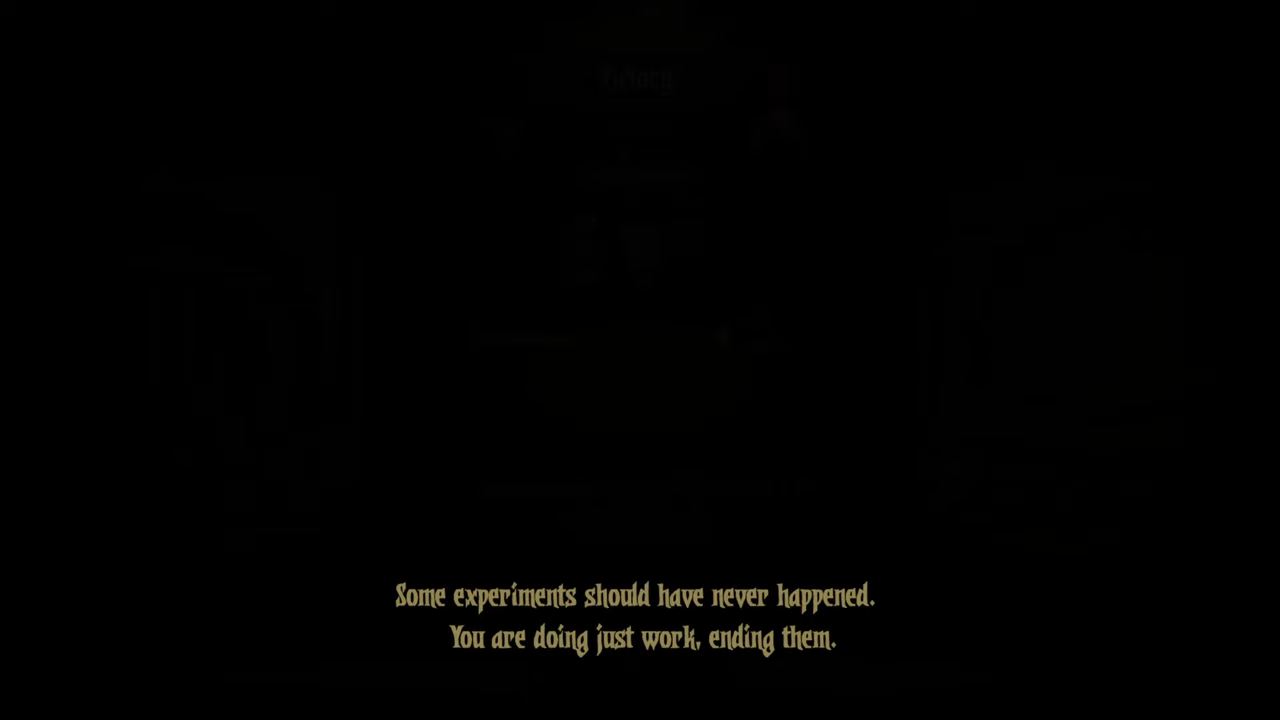 Some experiments should have never happened.
You are doing just work, ending them.